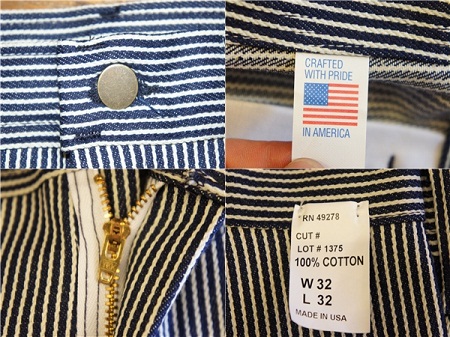 CRAFTED
WITH PRIDE
IN AMERICA
RN 49278
CUT #
LOT # 1375
100% COTTON
W 32
L 32
MADE IN USA